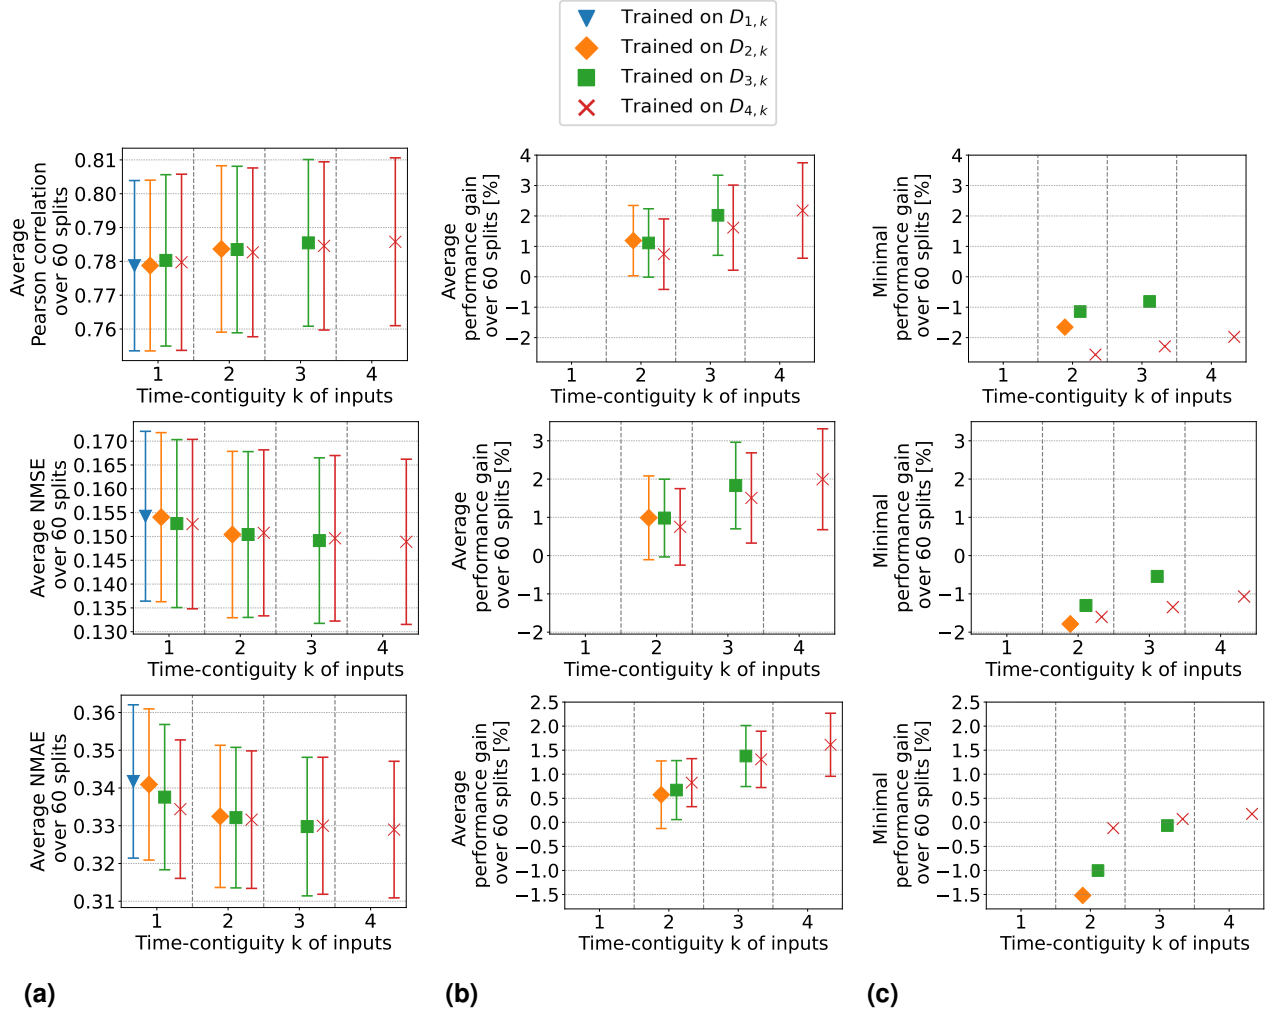 Trained on D1,k
Trained on D2,k
Trained on D3,k
Trained on D4,k
Average
Pearson correlation
over 60 splits
0.81
0.80
0.79
0.78
0.77
0.76
1 2 3 4
Time-contiguity k of inputs
Average
performance gain
over 60 splits [%]
4
3
2
1
0
−1
−2
1 2 3 4
Time-contiguity k of inputs
Minimal
performance gain
over 60 splits [%]
4
3
2
1
0
−1
−2
1 2 3 4
Time-contiguity k of inputs
Average NMSE
over 60 splits
0.170
0.165
0.160
0.155
0.150
0.145
0.140
0.135
0.130
1 2 3 4
Time-contiguity k of inputs
Average
performance gain
over 60 splits [%]
3
2
1
0
−1
−2
1 2 3 4
Time-contiguity k of inputs
Minimal
performance gain
over 60 splits [%]
3
2
1
0
−1
−2
1 2 3 4
Time-contiguity k of inputs
Average NMAE
over 60 splits
0.36
0.35
0.34
0.33
0.32
0.31
1 2 3 4
Time-contiguity k of inputs
Average
performance gain
over 60 splits [%]
2.5
2.0
1.5
1.0
0.5
0.0
−0.5
−1.0
−1.5
1 2 3 4
Time-contiguity k of inputs
Minimal
performance gain
over 60 splits [%]
2.5
2.0
1.5
1.0
0.5
0.0
−0.5
−1.0
−1.5
1 2 3 4
Time-contiguity k of inputs
(a)
(b)
(c)